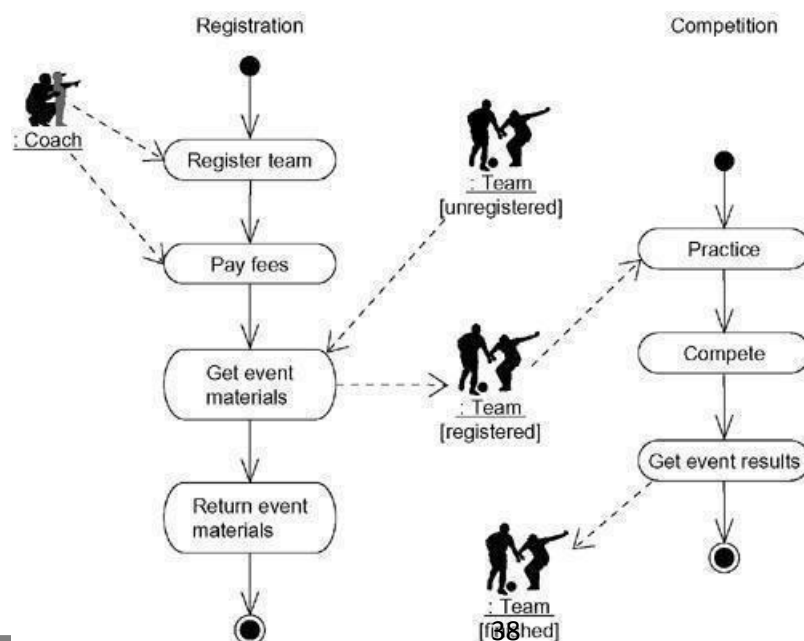 Registration
Competition
: Coach
Register team
: Team
[unregistered]
Pay fees
Practice
Get event
materials
: Team
[registered]
Compete
Return event
materials
Get event results
: Team
38